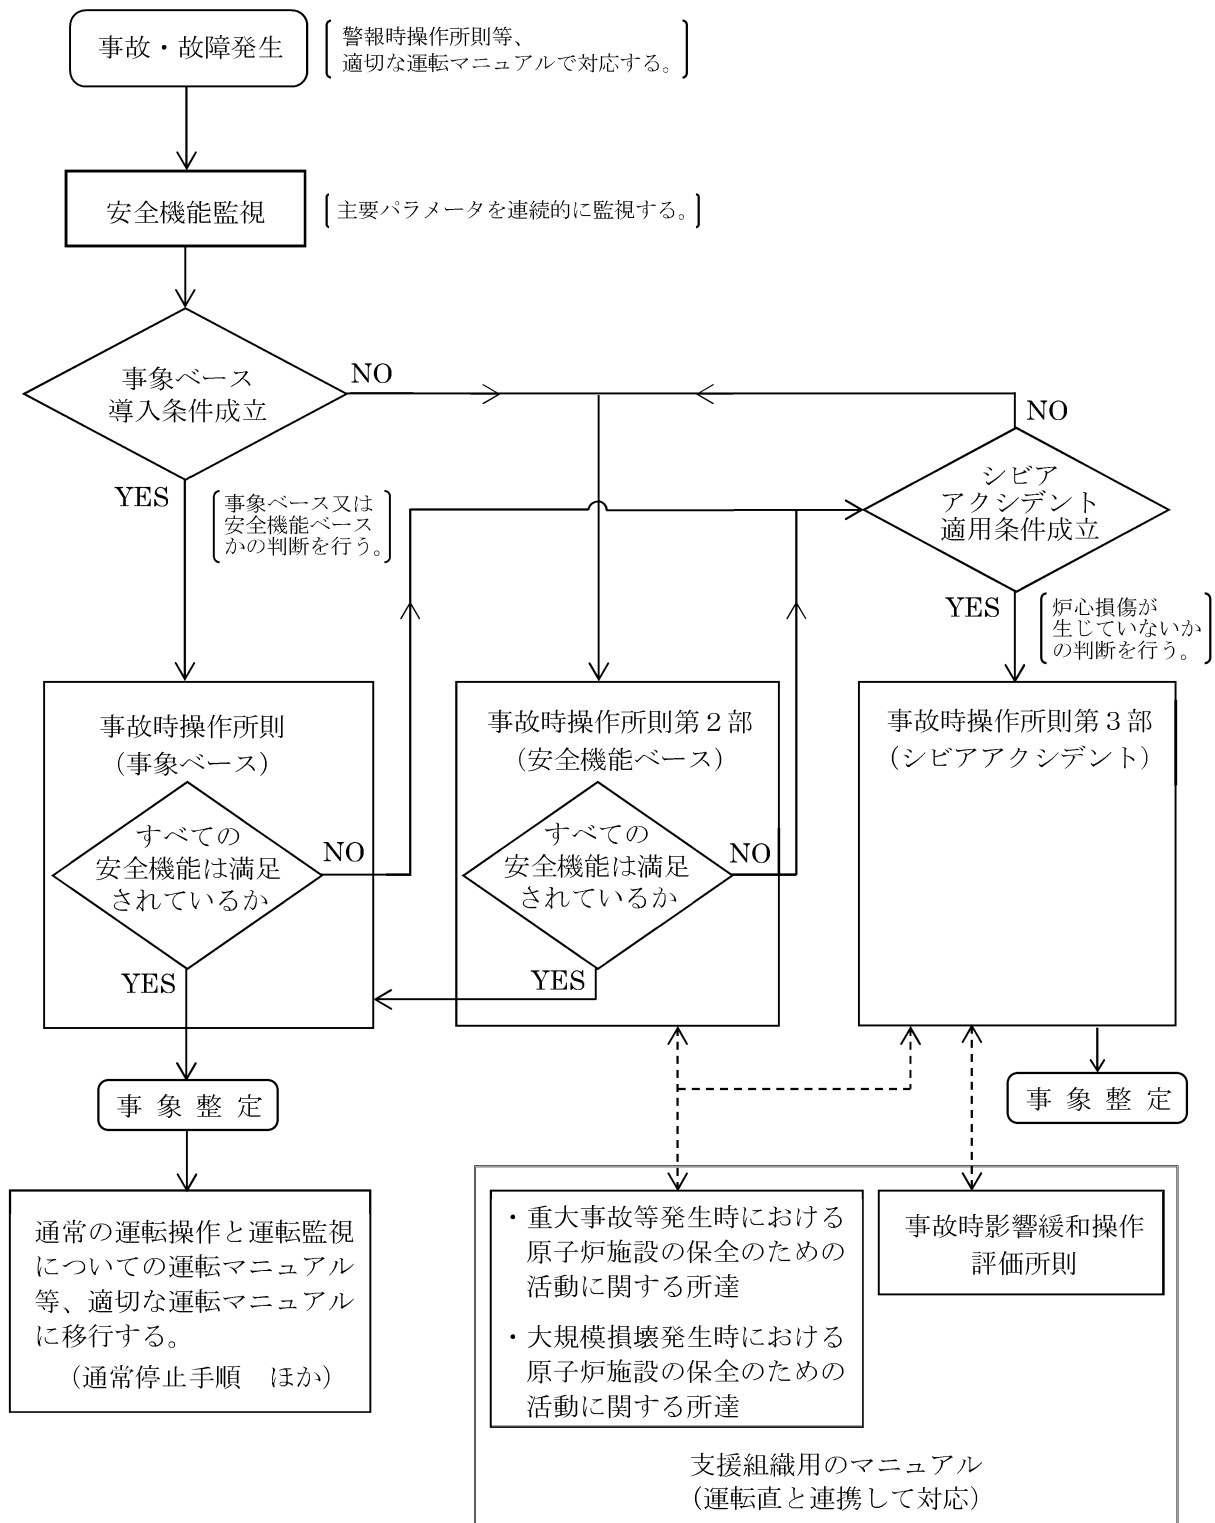 事故・故障発生
警報時操作所則等、
適切な運転マニュアルで対応する。
安全機能監視
主要パラメータを連続的に監視する。
事象ベース
導入条件成立
NO
YES
事象ベース又は
安全機能ベース
かの判断を行う。
NO
シビア
アクシデント
適用条件成立
YES
炉心損傷が
生じていないか
の判断を行う。
事故時操作所則
(事象ベース)
すべての
安全機能は満足
されているか
NO
YES
事故時操作所則第2部
(安全機能ベース)
すべての
安全機能は満足
されているか
NO
YES
事故時操作所則第3部
(シビアアクシデント)
事象整定
事象整定
通常の運転操作と運転監視
についての運転マニュアル
等、適切な運転マニュアル
に移行する。
(通常停止手順 ほか)
・重大事故等発生時における
原子炉施設の保全のための
活動に関する所達
・大規模損壊発生時における
原子炉施設の保全のための
活動に関する所達
事故時影響緩和操作
評価所則
支援組織用のマニュアル
(運転直と連携して対応)